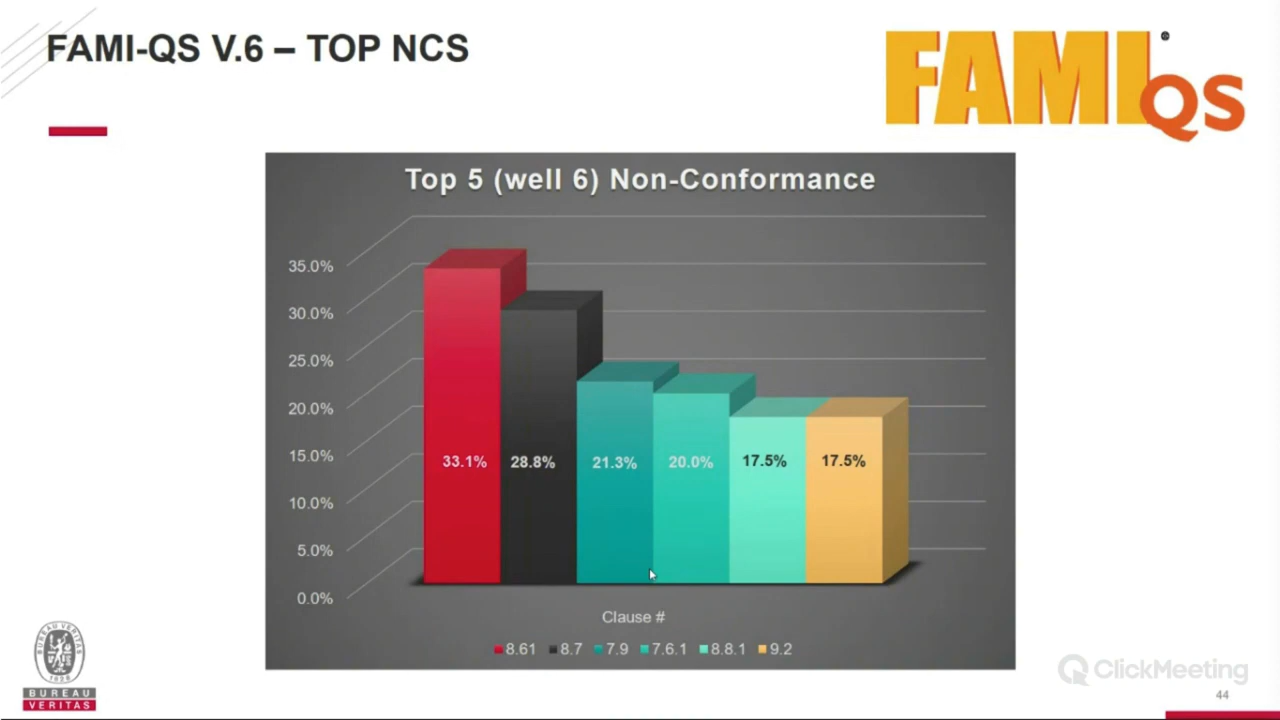 FAMI-QS V.6 – TOP NCS
FAMI
QS
Top 5 (well 6) Non-Conformance
35.0%
30.0%
25.0%
20.0%
15.0%
10.0%
5.0%
0.0%
33.1% 28.8% 21.3% 20.0% 17.5% 17.5%
Clause #
8.61 8.7 7.9 7.6.1 8.8.1 9.2
BUREAU VERITAS
1828
BUREAU
VERITAS
ClickMeeting
44